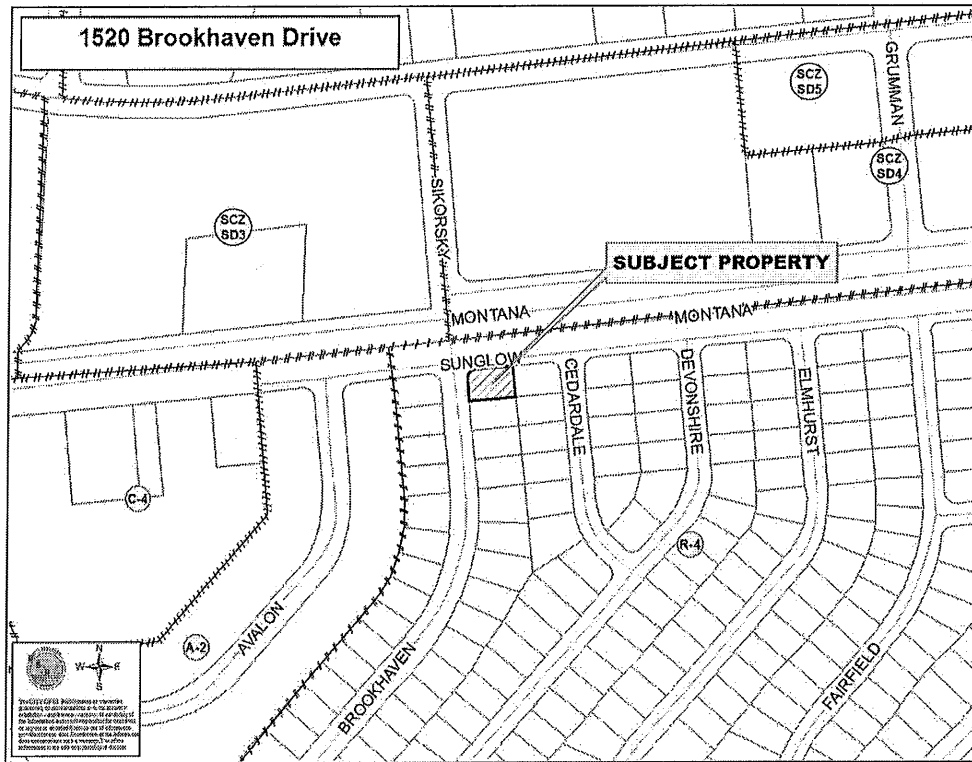 1520 Brookhaven Drive
GRUMMAN
SCZ
SD5
SCZ
SD4
SIKORSKY
SCZ
SD3
SUBJECT PROPERTY
MONTANA
MONTANA
SUNGLOW
CEDARDALE
DEVONSHIRE
ELMHURST
C-4
R-4
A-2
AVALON
BROOKHAVEN
FAIRFIELD
N
W E
S